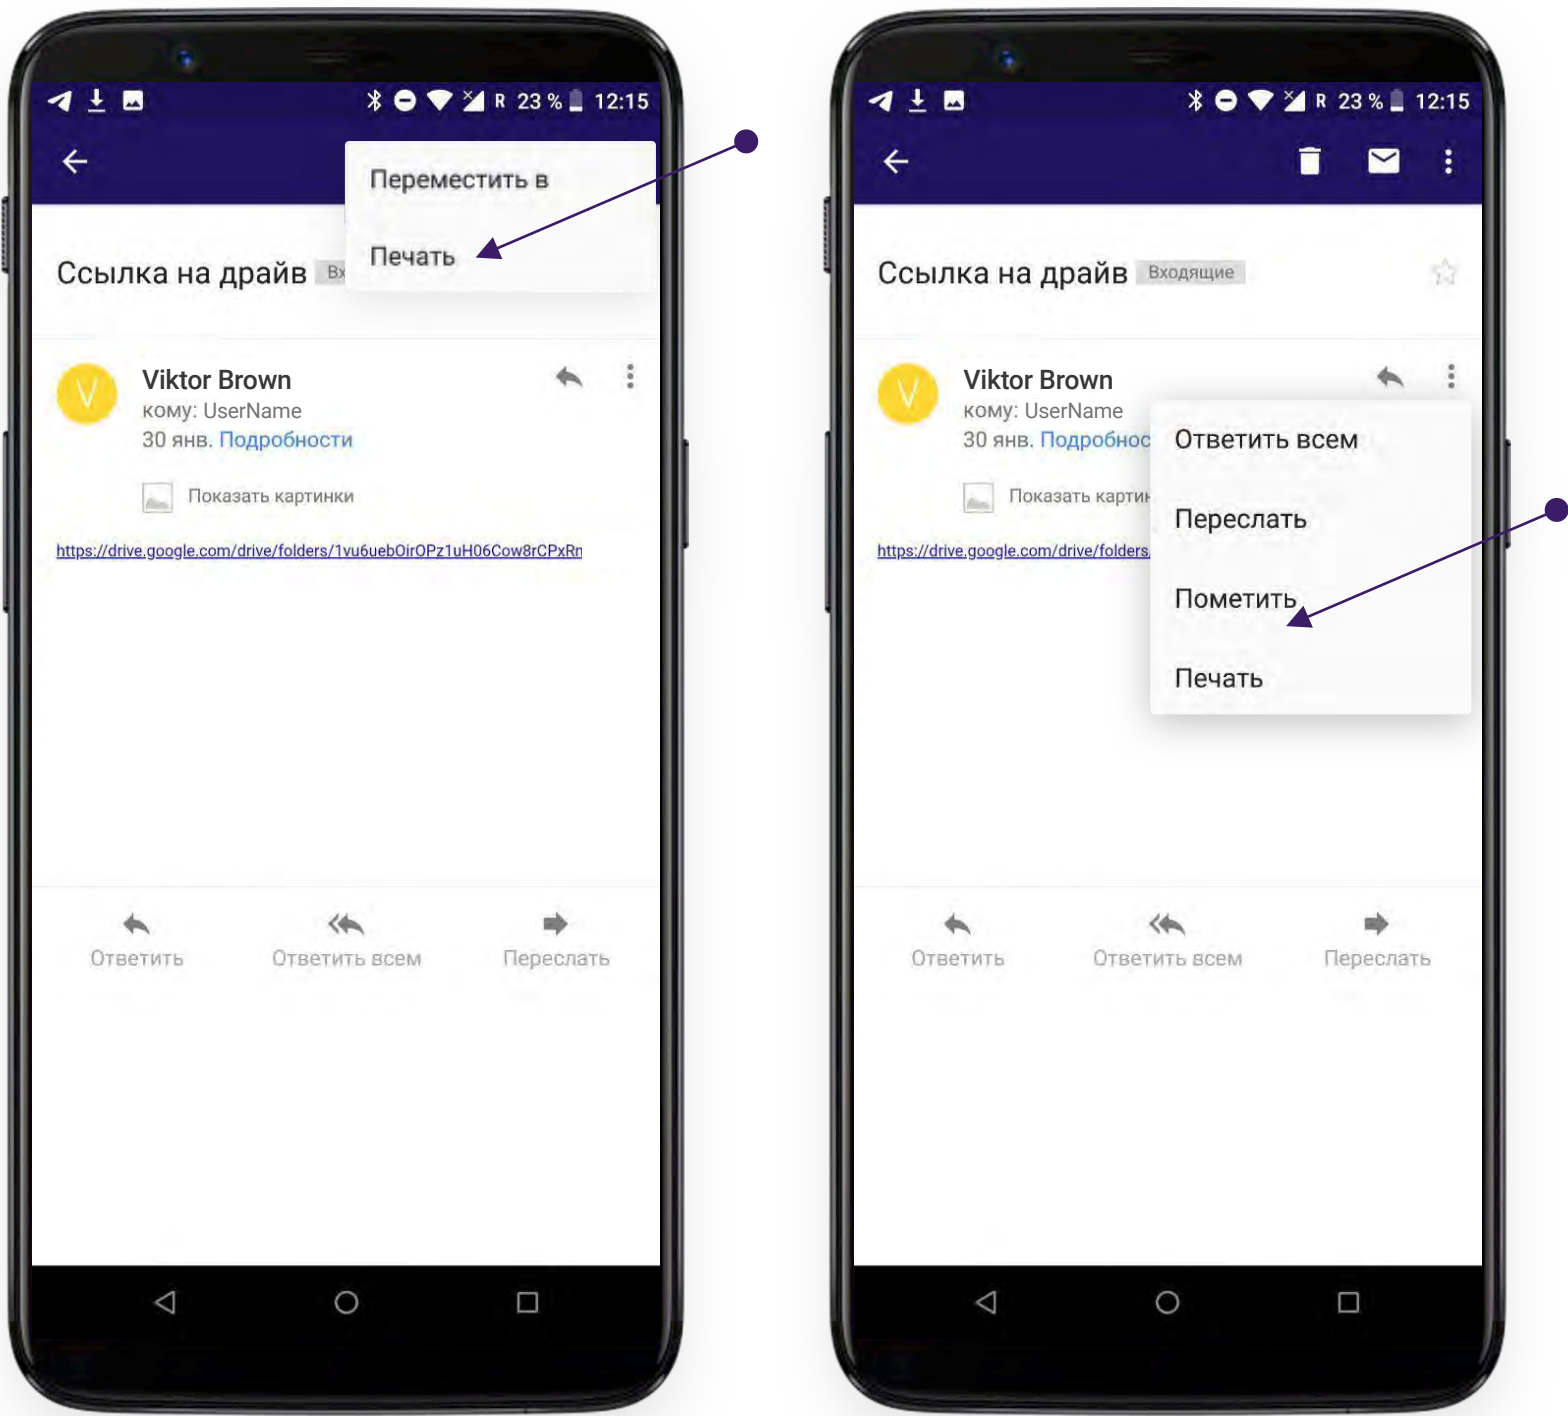 R 23 % 12:15
Переместить в
Печать
Ссылка на драйв Вх
V
Viktor Brown
кому: UserName
30 янв. Подробности
Показать картинки
https://drive.google.com/drive/folders/1vu6uebOirOPz1uH06Cow8rCPxRn
Ответить Ответить всем Переслать
R 23 % 12:15
Ссылка на драйв Входящие
V
Viktor Brown
кому: UserName
30 янв. Подробнос
Показать картин
https://drive.google.com/drive/folders
Ответить всем
Переслать
Пометить
Печать
Ответить Ответить всем Переслать